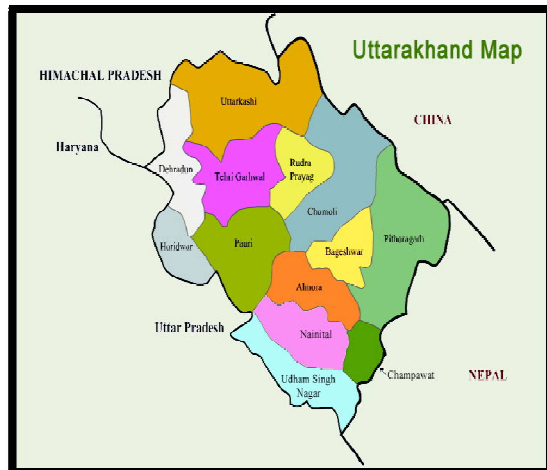 Uttarakhand Map
HIMACHAL PRADESH
Uttarkashi
CHINA
Haryana
Dehradun
Tehri Garhwal
Rudra
Prayag
Chomoli
Haridwar
Pauri
Bageshwar
Pithoragarh
Almora
Uttar Pradesh
Nainital
Udham Singh
Nagar
Champawat
NEPAL